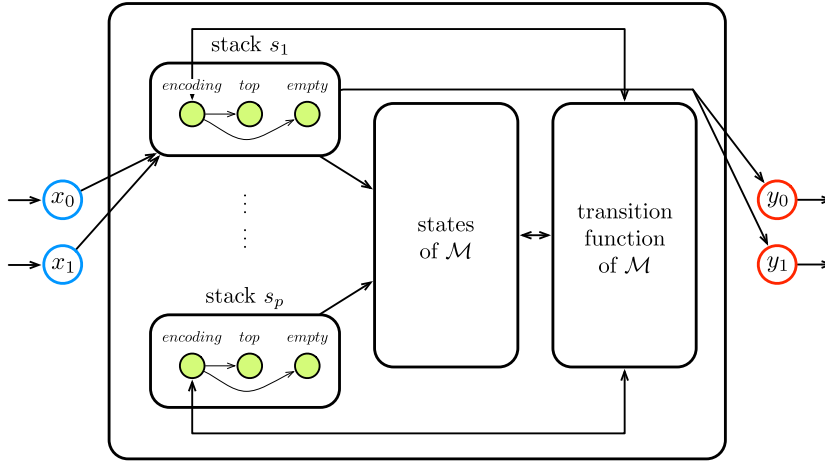 stack s₁
encoding top empty
x₀
x₁
⋮
⋮
states
of ℳ
transition
function
of ℳ
y₀
y₁
stack sₚ
encoding top empty